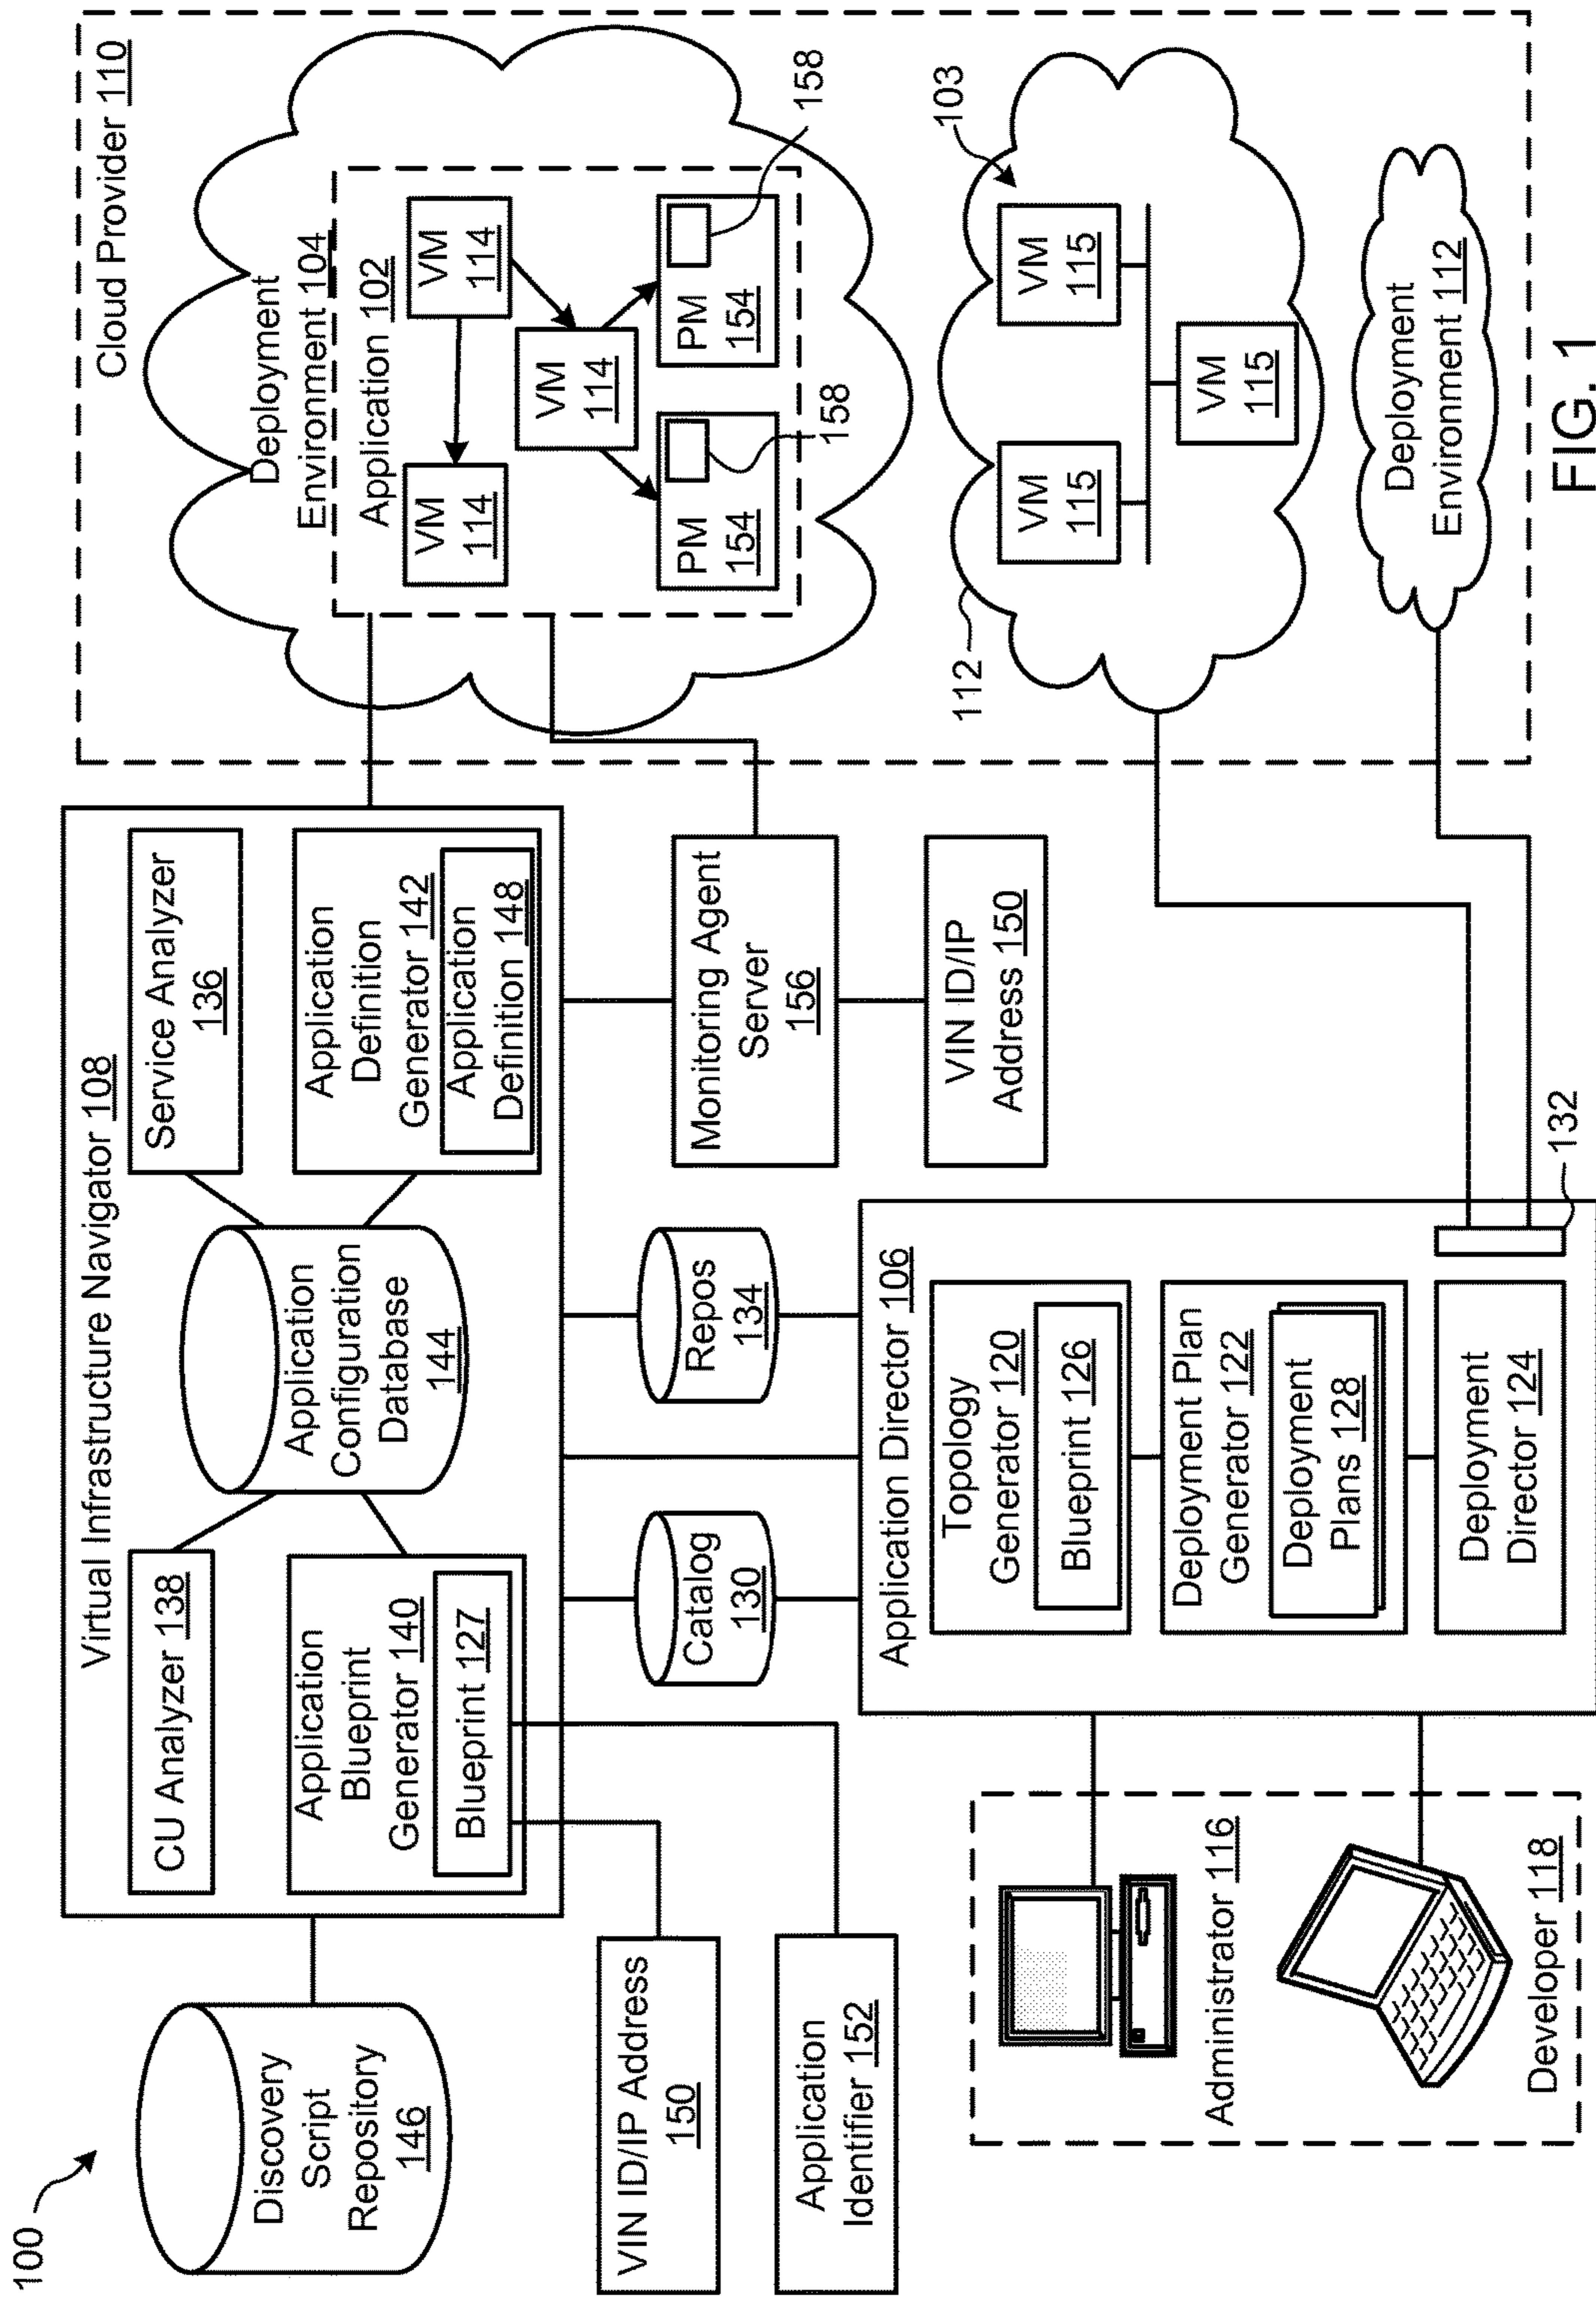 100
Discovery
Script
Repository
146
Virtual Infrastructure Navigator 108
CU Analyzer 138
Application
Blueprint
Generator 140
Blueprint 127
Application
Configuration
Database
144
Service Analyzer
136
Application
Definition
Generator 142
Application
Definition 148
VIN ID/IP Address
150
Application
Identifier 152
Catalog
130
Repos
134
Monitoring Agent
Server
156
VIN ID/IP
Address 150
Application Director 106
Topology
Generator 120
Blueprint 126
Deployment Plan
Generator 122
Deployment
Plans 128
Deployment
Director 124
132
Administrator 116
Developer 118
Cloud Provider 110
Deployment
Environment 104
Application 102
VM
114
VM
114
VM
114
PM
154
PM
154
158
158
103
112
VM
115
VM
115
VM
115
Deployment
Environment 112
FIG. 1